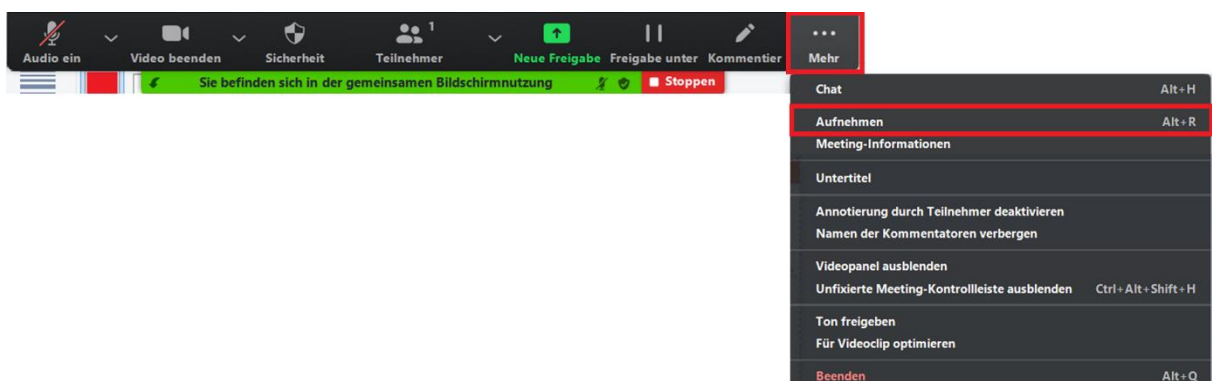 1
Audio ein Video beenden Sicherheit Teilnehmer Neue Freigabe Freigabe unter Kommentier Mehr
Sie befinden sich in der gemeinsamen Bildschirmnutzung Stoppen
Chat Alt+H
Aufnehmen Alt+R
Meeting-Informationen
Untertitel
Annotierung durch Teilnehmer deaktivieren
Namen der Kommentatoren verbergen
Videopanel ausblenden
Unfixierte Meeting-Kontrollleiste ausblenden Ctrl+Alt+Shift+H
Ton freigeben
Für Videoclip optimieren
Beenden Alt+Q